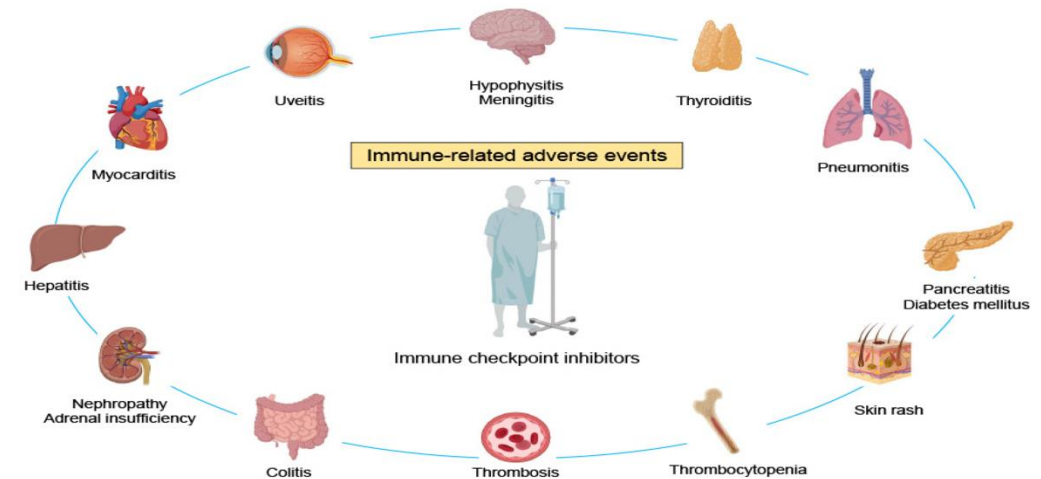 Uveitis
Hypophysitis
Meningitis
Thyroiditis
Myocarditis
Immune-related adverse events
Pneumonitis
Hepatitis
Pancreatitis
Diabetes mellitus
Immune checkpoint inhibitors
Nephropathy
Adrenal insufficiency
Skin rash
Colitis
Thrombosis
Thrombocytopenia